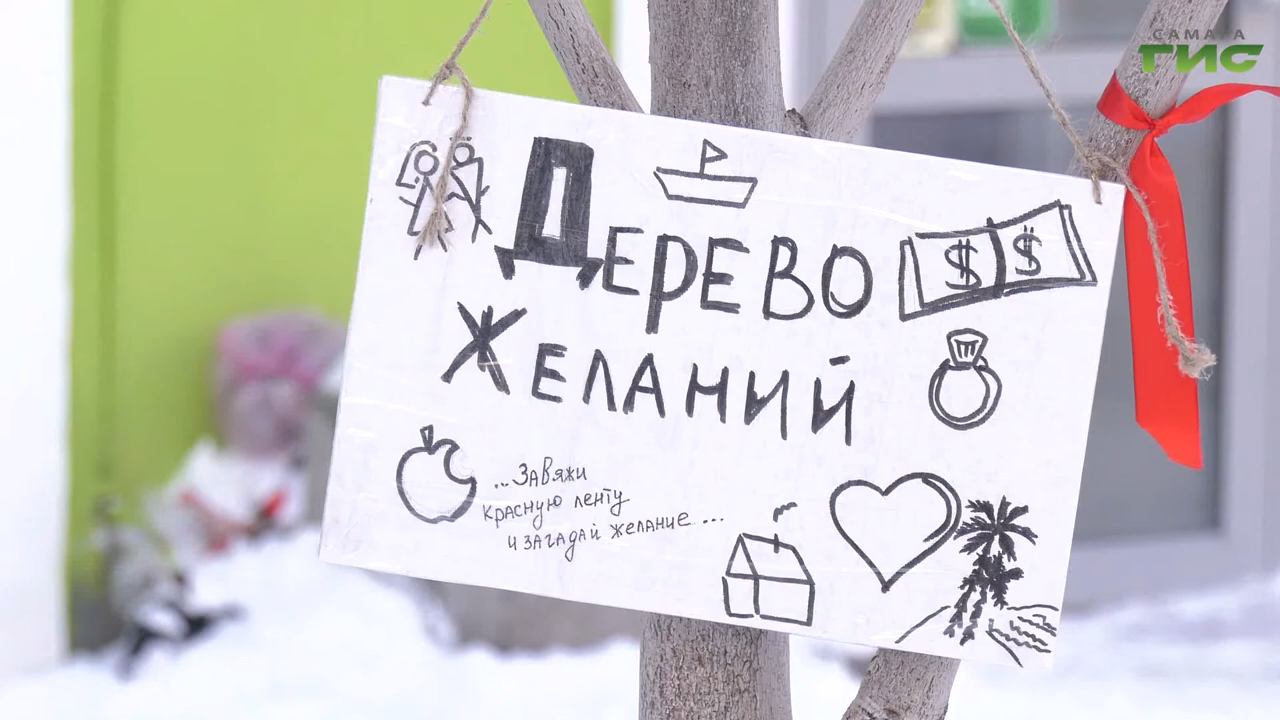 САМАРА
ГИС
ДЕРЕВО
$ $
ЖЕЛАНИЙ
...ЗАВЯЖИ
КРАСНУЮ ЛЕНТУ
И ЗАГАДАЙ ЖЕЛАНИЕ...